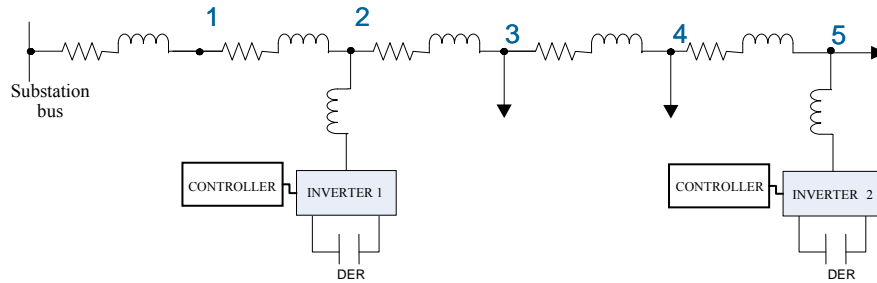 1
2
3
4
5
Substation
bus
CONTROLLER
INVERTER 1
CONTROLLER
INVERTER 2
DER
DER